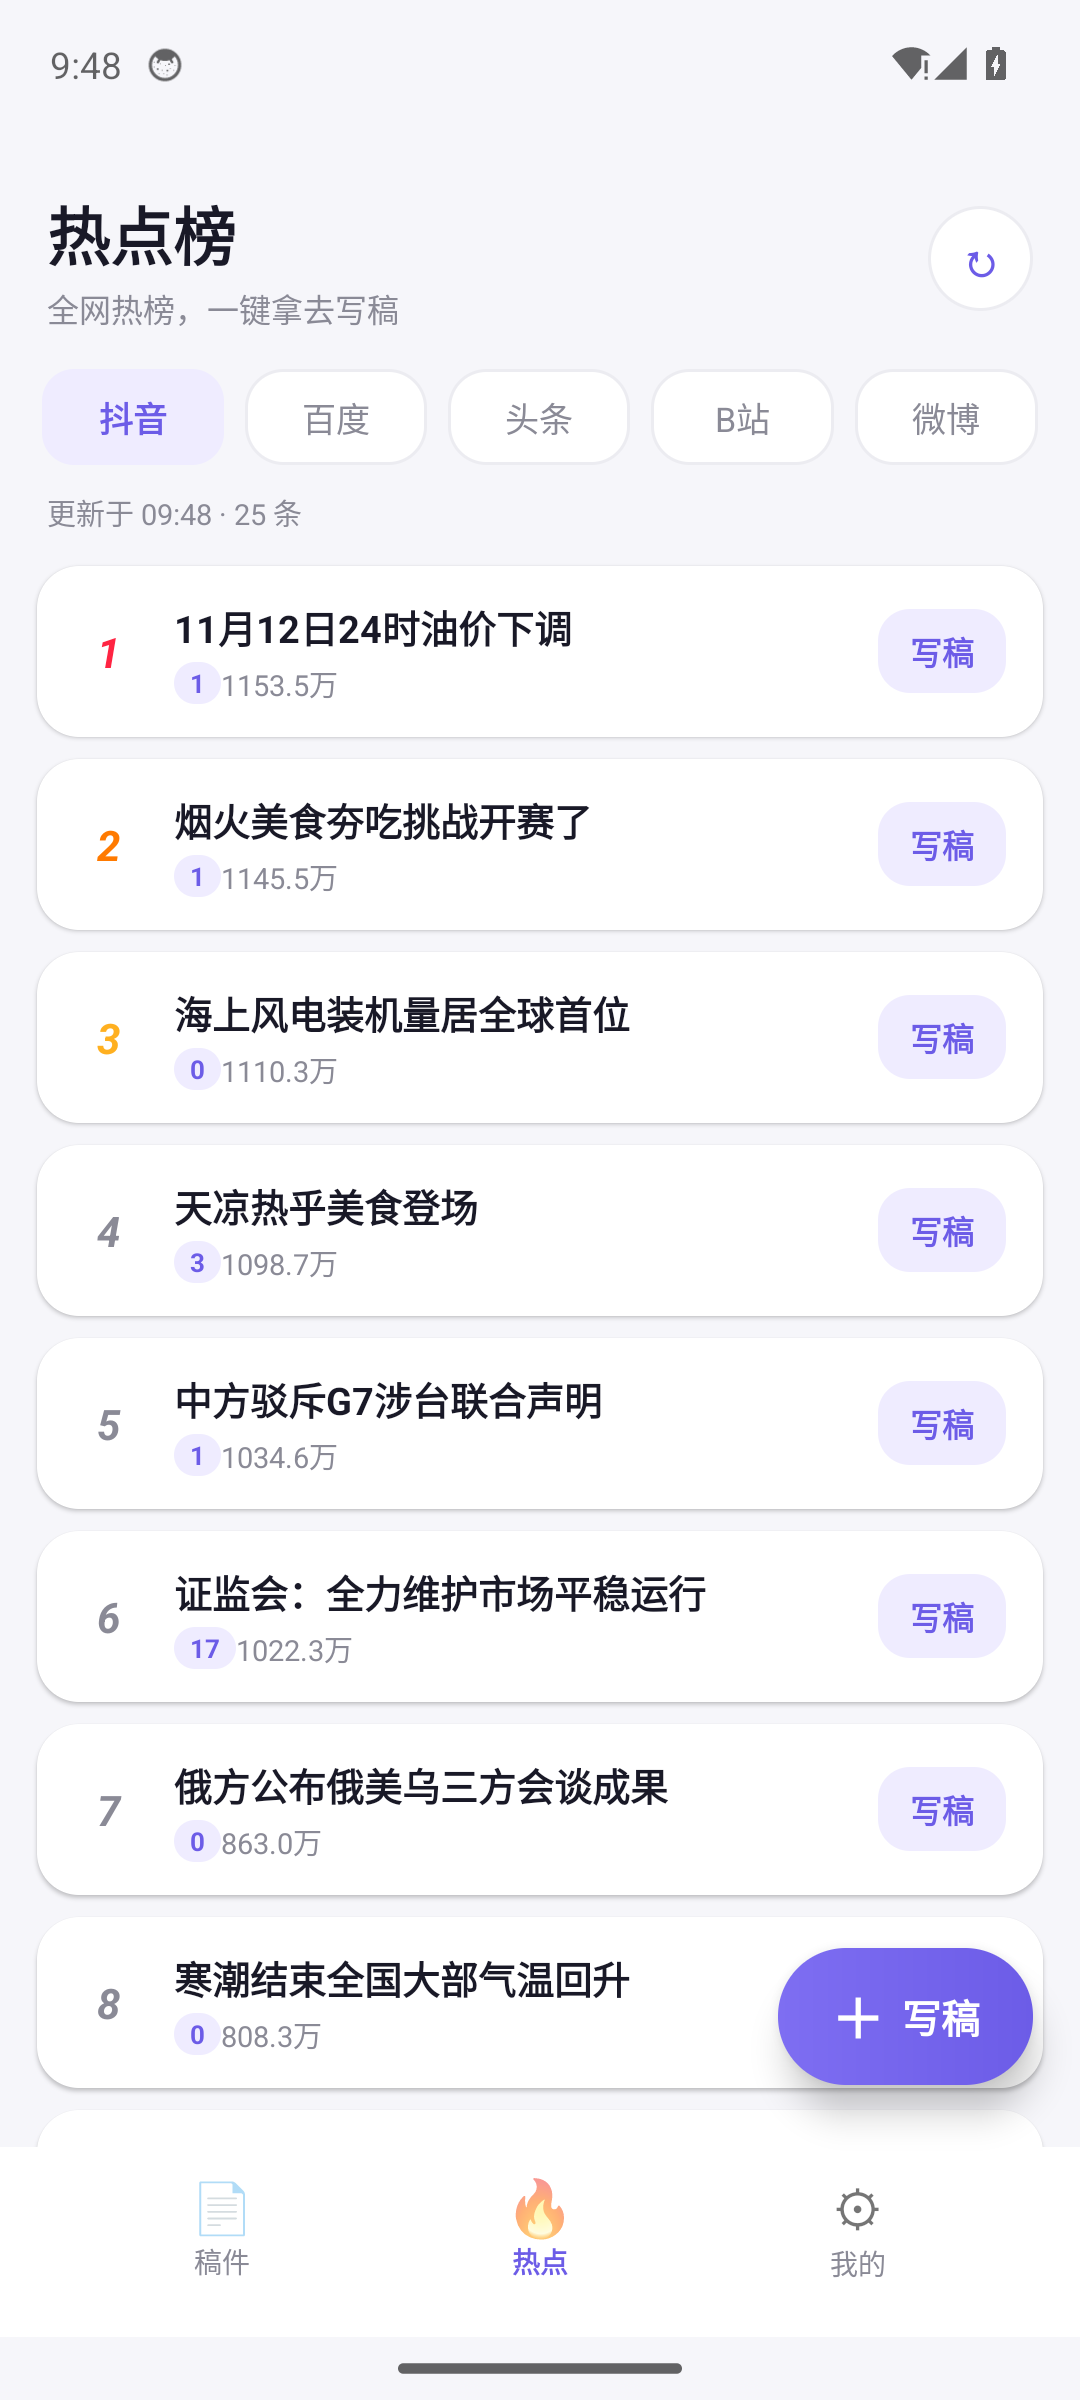 9:48
热点榜
全网热榜，一键拿去写稿
抖音 百度 头条 B站 微博
更新于 09:48 · 25 条
1 11月12日24时油价下调 写稿
1 1153.5万
2 烟火美食夯吃挑战开赛了 写稿
1 1145.5万
3 海上风电装机量居全球首位 写稿
0 1110.3万
4 天凉热乎美食登场 写稿
3 1098.7万
5 中方驳斥G7涉台联合声明 写稿
1 1034.6万
6 证监会：全力维护市场平稳运行 写稿
17 1022.3万
7 俄方公布俄美乌三方会谈成果 写稿
0 863.0万
8 寒潮结束全国大部气温回升
0 808.3万
写稿
稿件 热点 我的